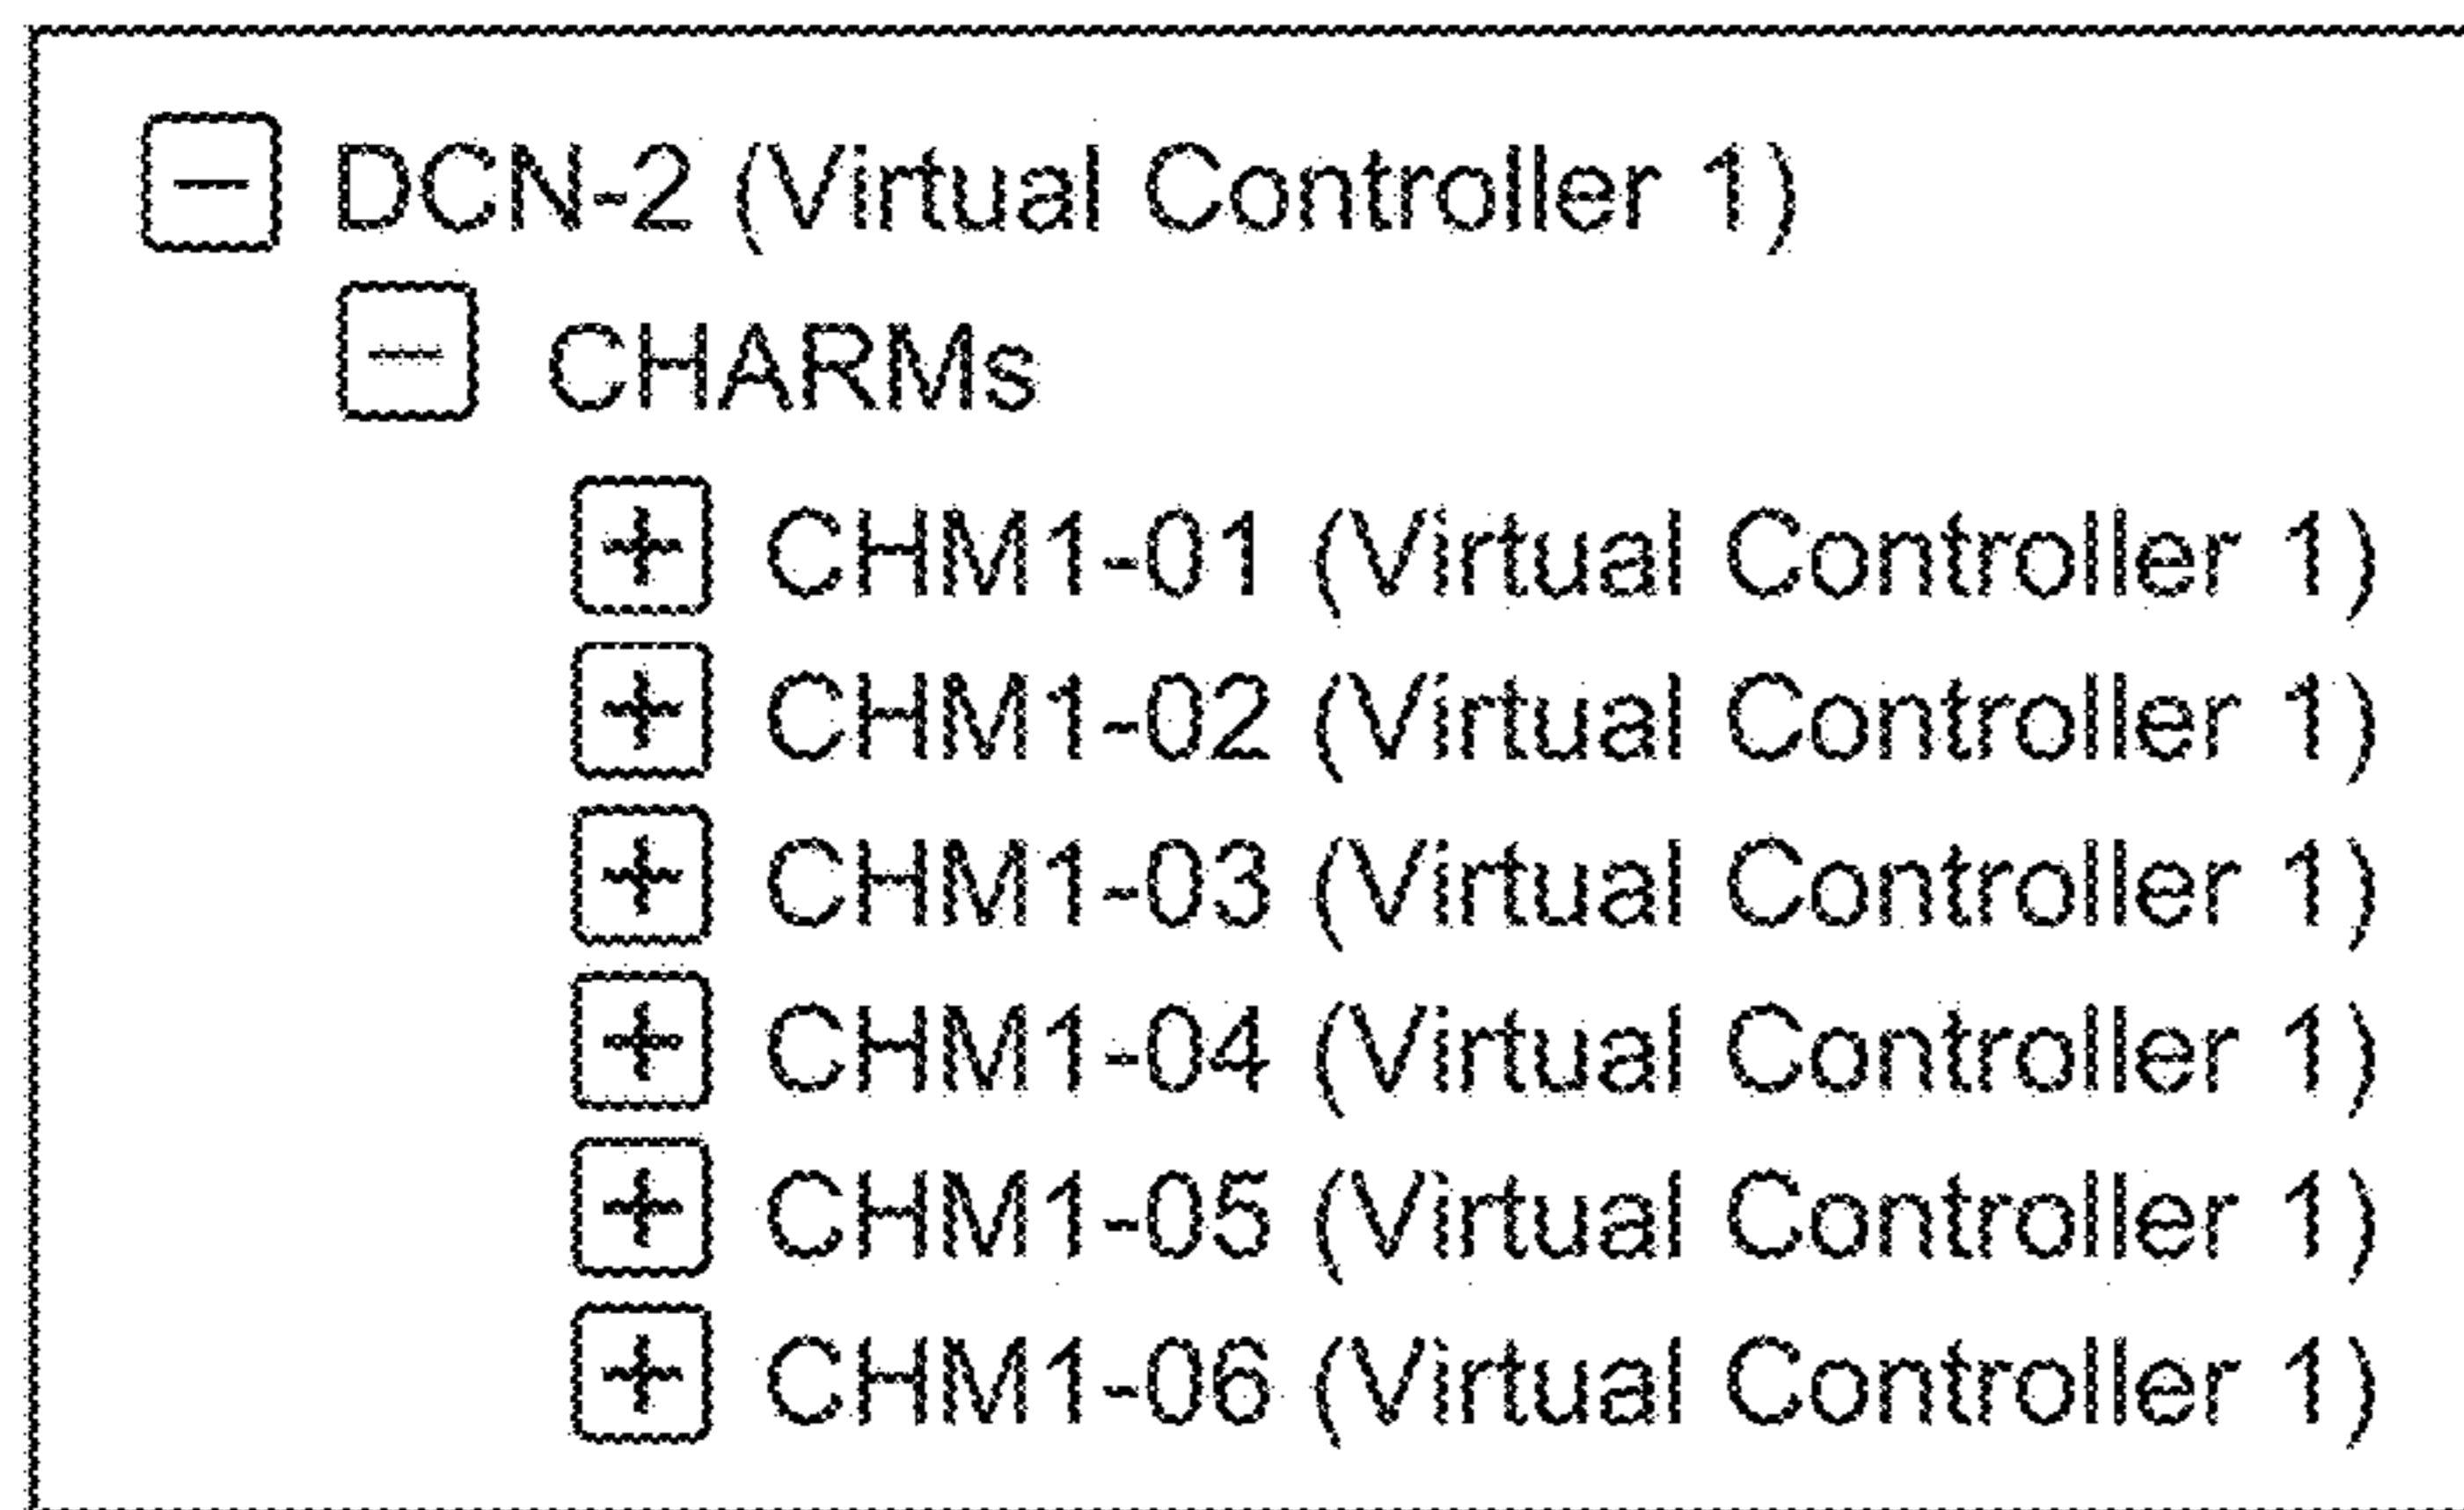 DCN-2 (Virtual Controller 1)
CHARMs
CHM1-01 (Virtual Controller 1)
CHM1-02 (Virtual Controller 1)
CHM1-03 (Virtual Controller 1)
CHM1-04 (Virtual Controller 1)
CHM1-05 (Virtual Controller 1)
CHM1-06 (Virtual Controller 1)